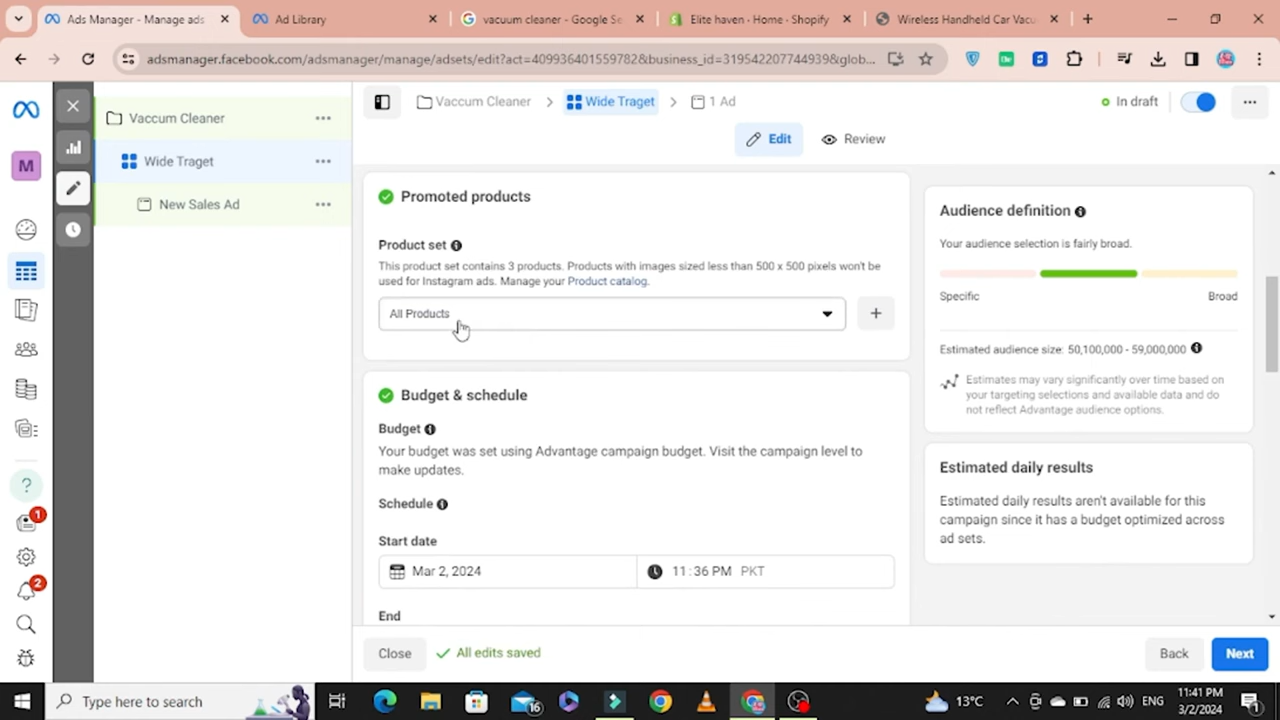 Ads Manager - Manage ads
Ad Library
vacuum cleaner - Google Se
Elite haven - Home - Shopify
Wireless Handheld Car Vacu
adsmanager.facebook.com/adsmanager/manage/adsets/edit?act=409936401559782&business_id=319542207744939&glob...
Vaccum Cleaner
Wide Traget
1 Ad
In draft
Vaccum Cleaner
Edit
Review
M
Wide Traget
New Sales Ad
Promoted products
Product set
This product set contains 3 products. Products with images sized less than 500 x 500 pixels won't be
used for Instagram ads. Manage your Product catalog.
All Products
Audience definition
Your audience selection is fairly broad.
Specific
Broad
Estimated audience size: 50,100,000 - 59,000,000
Estimates may vary significantly over time based on
your targeting selections and available data and do
not reflect Advantage audience options.
Budget & schedule
Budget
Your budget was set using Advantage campaign budget. Visit the campaign level to
make updates.
Schedule
Start date
Mar 2, 2024
11:36 PM PKT
End
Estimated daily results
Estimated daily results aren't available for this
campaign since it has a budget optimized across
ad sets.
1
2
Close
All edits saved
Back
Next
Type here to search
16
13°C
ENG
11:41 PM
3/2/2024
1